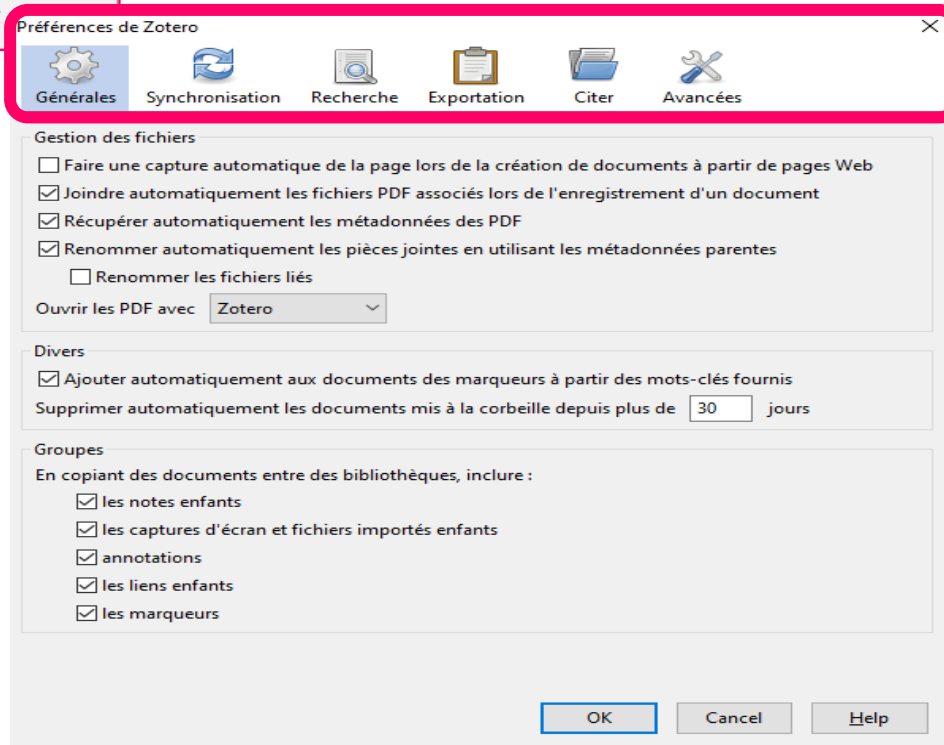 Préférences de Zotero
Générales Synchronisation Recherche Exportation Citer Avancées
Gestion des fichiers
Faire une capture automatique de la page lors de la création de documents à partir de pages Web
Joindre automatiquement les fichiers PDF associés lors de l'enregistrement d'un document
Récupérer automatiquement les métadonnées des PDF
Renommer automatiquement les pièces jointes en utilisant les métadonnées parentes
Renommer les fichiers liés
Ouvrir les PDF avec Zotero
Divers
Ajouter automatiquement aux documents des marqueurs à partir des mots-clés fournis
Supprimer automatiquement les documents mis à la corbeille depuis plus de 30 jours
Groupes
En copiant des documents entre des bibliothèques, inclure :
les notes enfants
les captures d'écran et fichiers importés enfants
annotations
les liens enfants
les marqueurs
OK Cancel Help